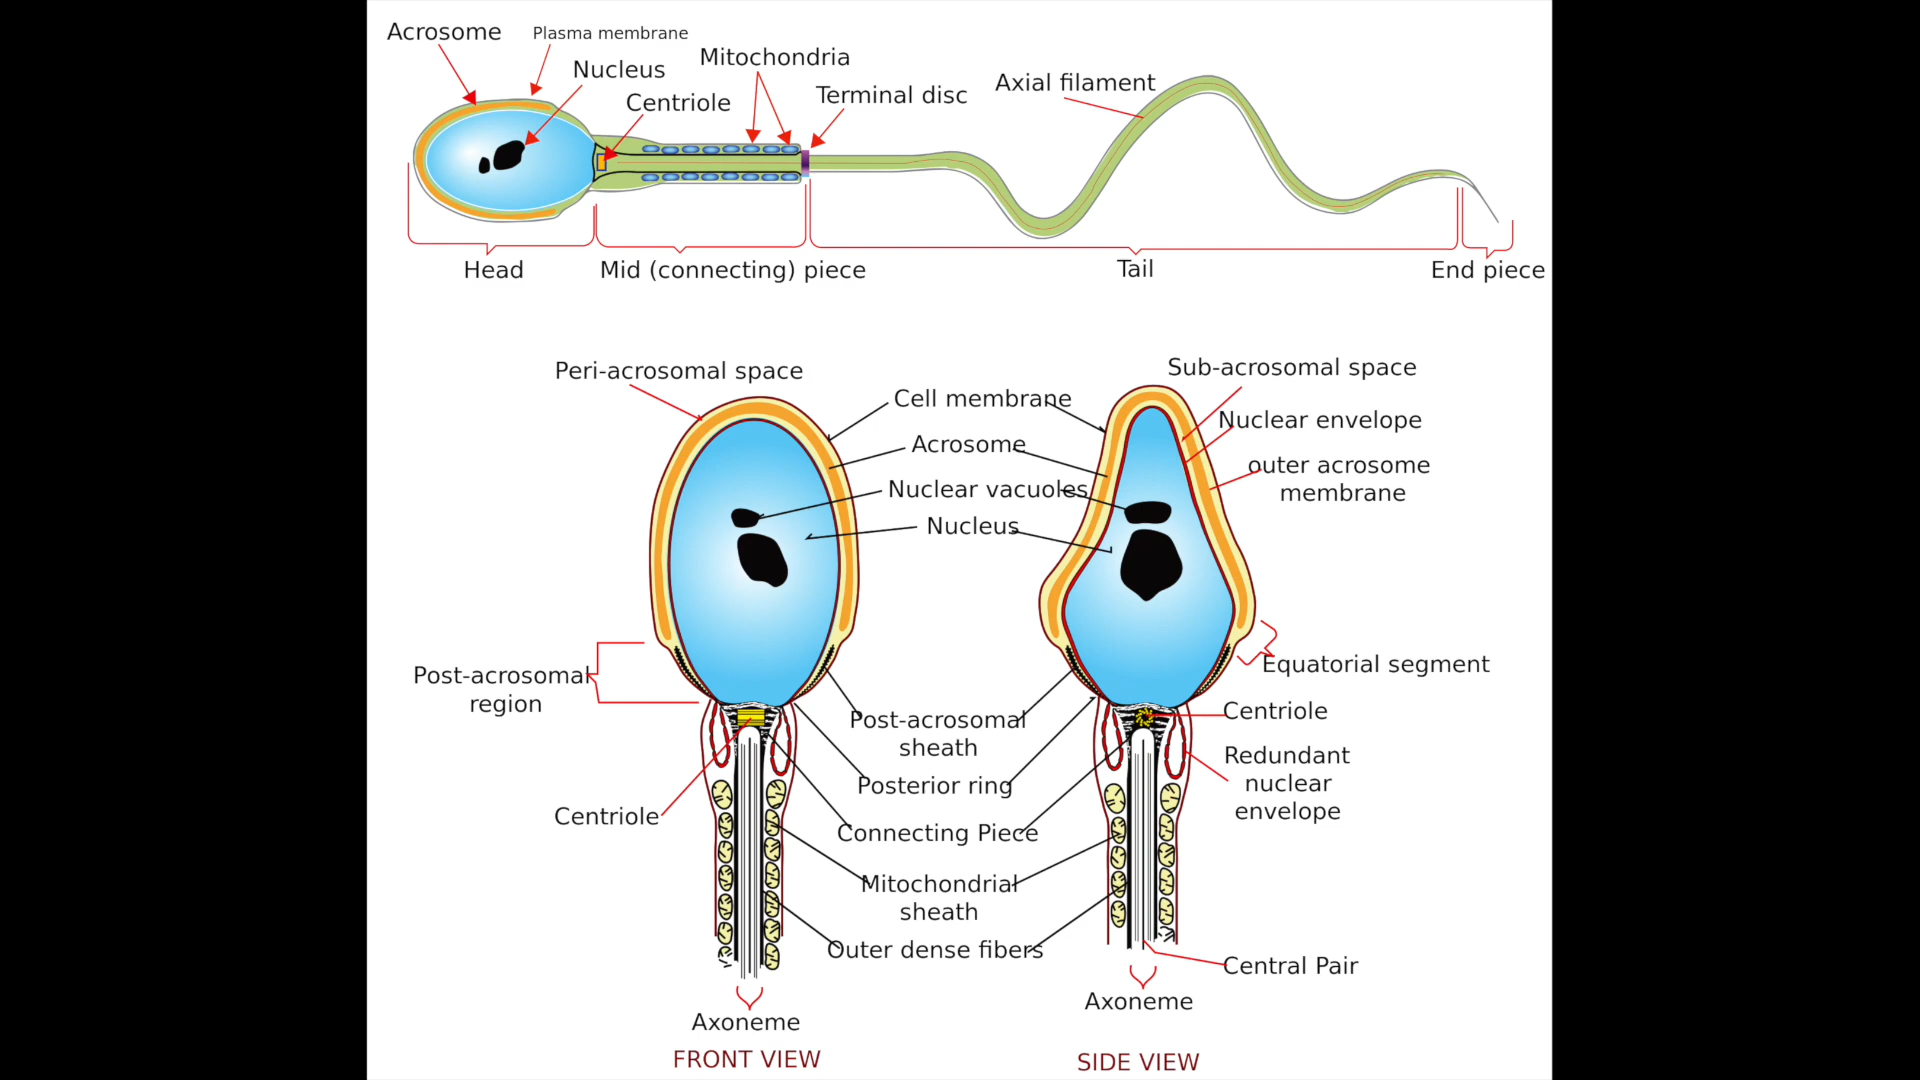 Acrosome
Plasma membrane
Nucleus
Mitochondria
Centriole
Terminal disc
Axial filament
Head
Mid (connecting) piece
Tail
End piece
Peri-acrosomal space
Sub-acrosomal space
Cell membrane
Nuclear envelope
Acrosome
outer acrosome
membrane
Nuclear vacuoles
Nucleus
Post-acrosomal
region
Equatorial segment
Post-acrosomal
sheath
Centriole
Redundant
nuclear
envelope
Posterior ring
Centriole
Connecting Piece
Mitochondrial
sheath
Outer dense fibers
Central Pair
Axoneme
Axoneme
FRONT VIEW
SIDE VIEW